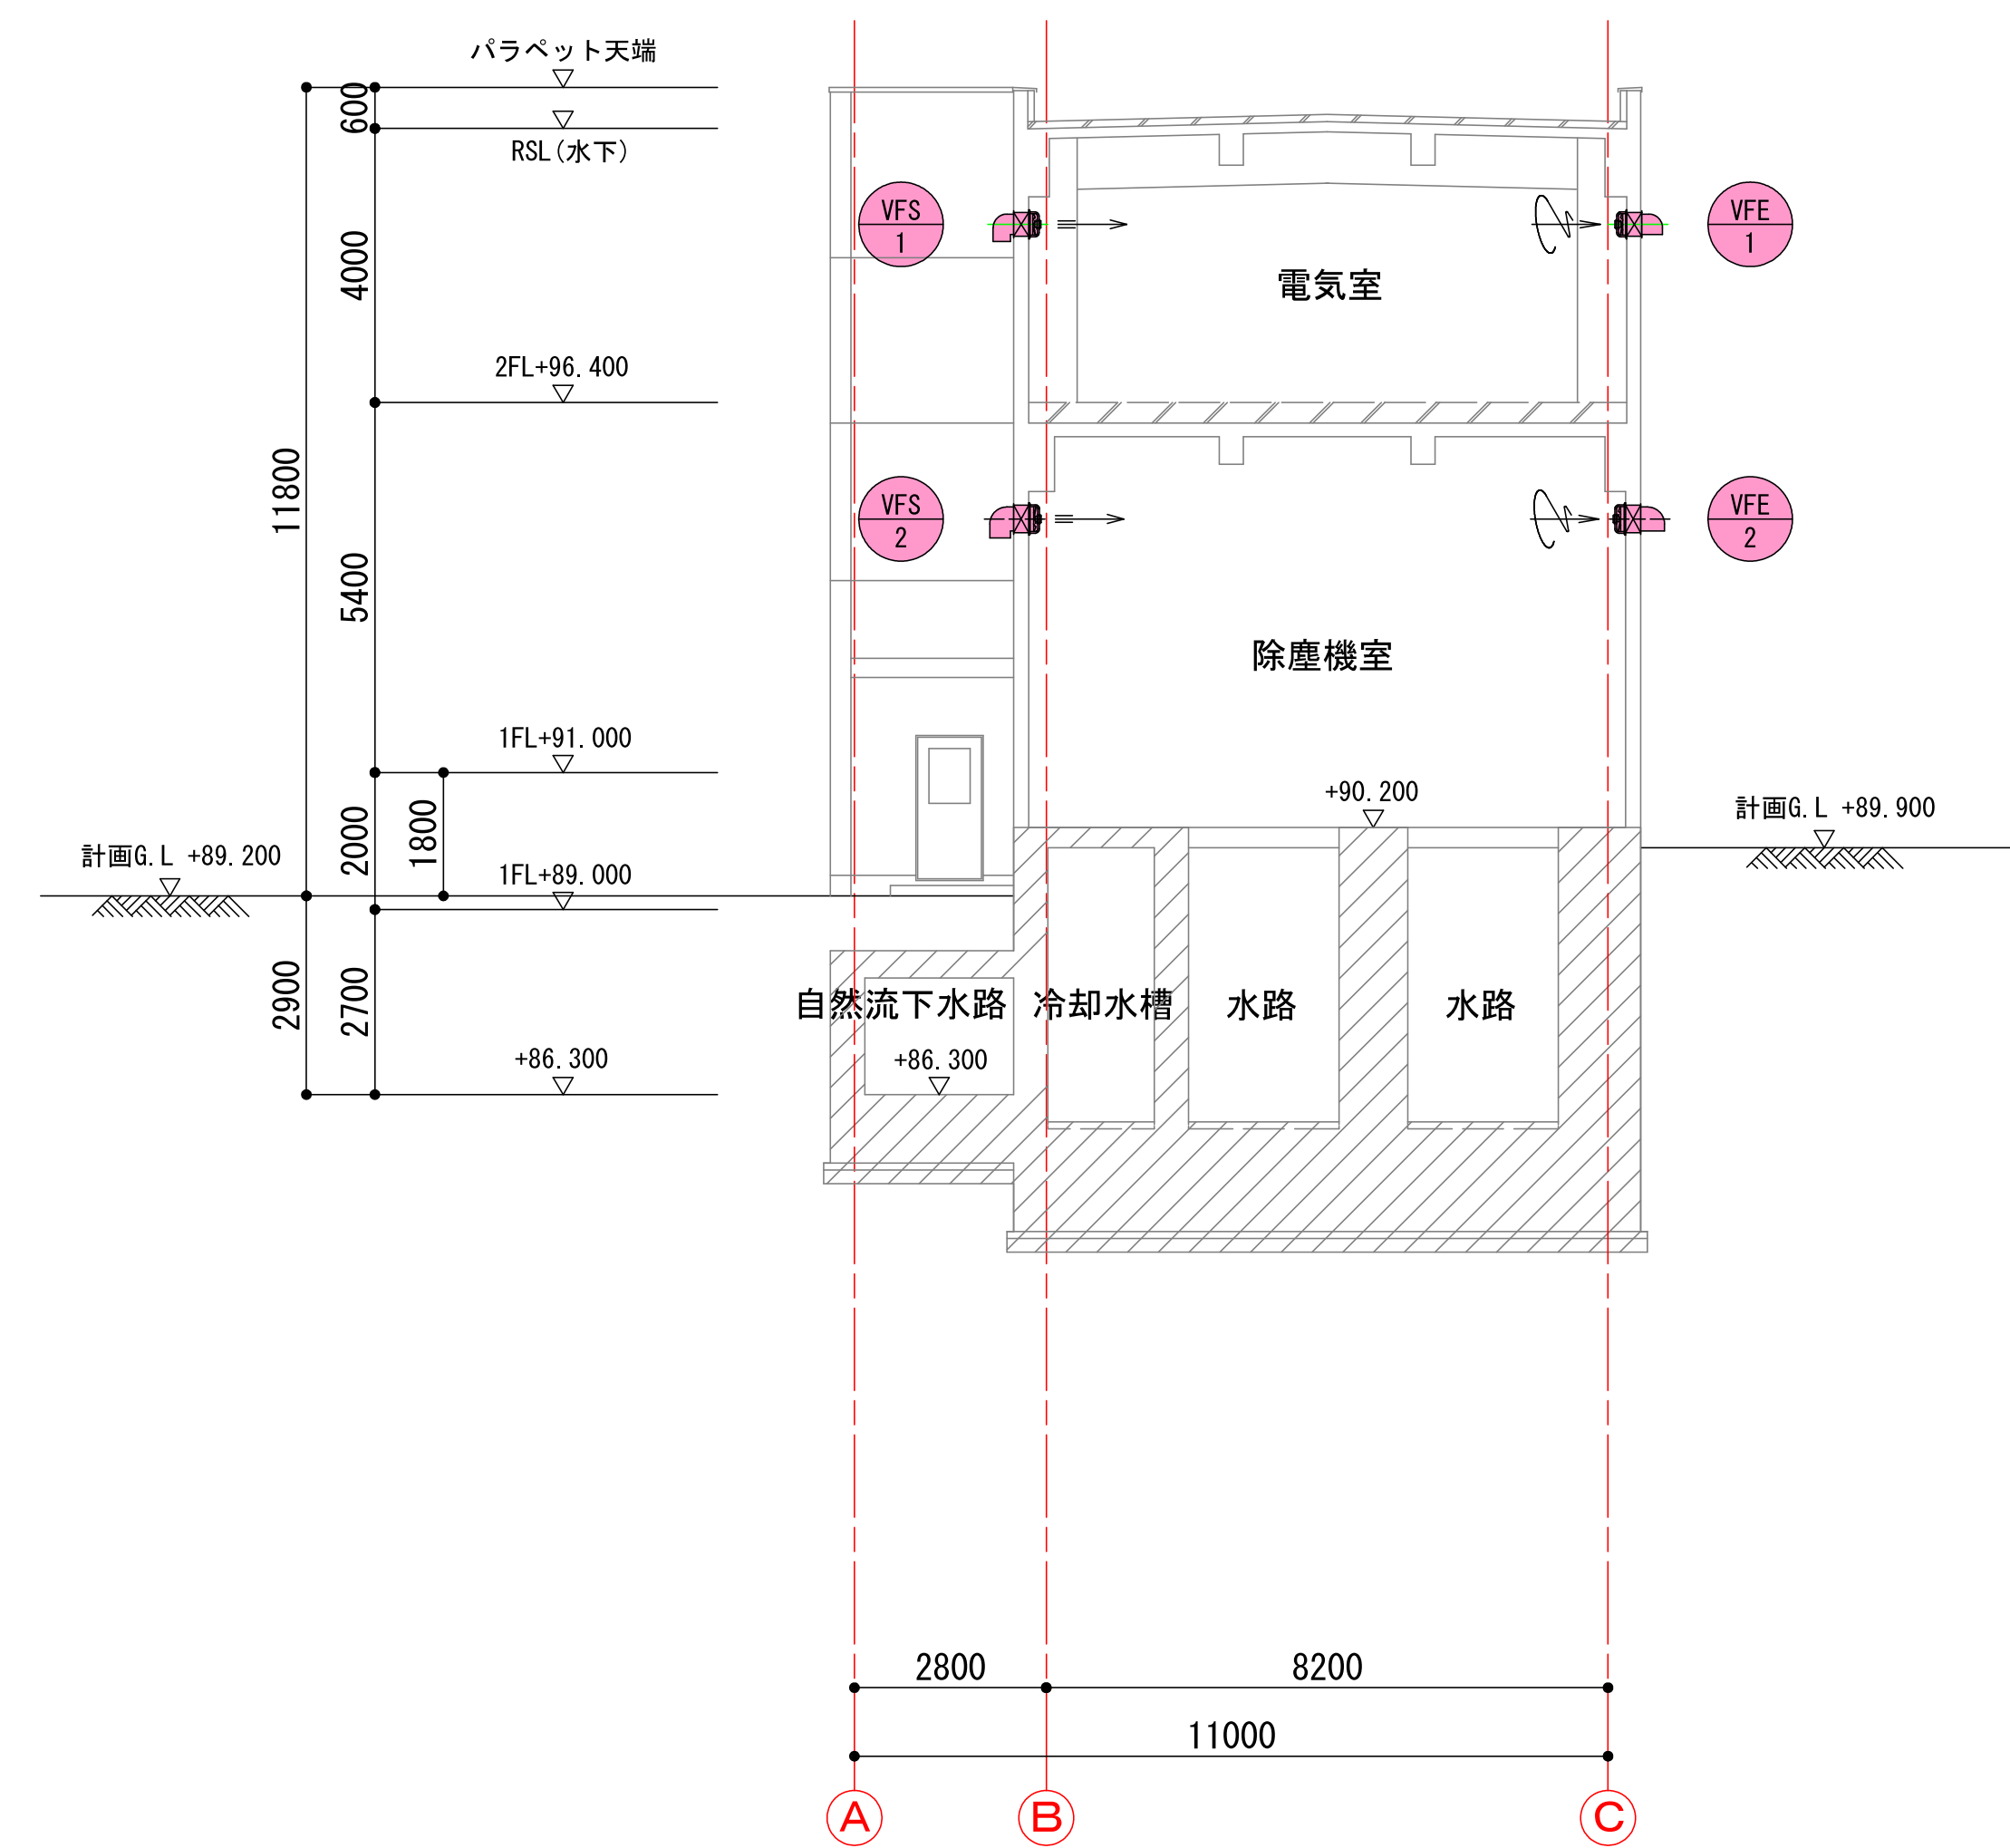 パラペット天端
600
RSL(水下)
VFS
1
VFE
1
4000
電気室
2FL+96.400
11800
VFS
2
VFE
2
5400
除塵機室
1FL+91.000
+90.200
計画G.L +89.900
2000
1800
計画G.L +89.200
1FL+89.000
2900
2700
自然流下水路
冷却水槽
水路
水路
+86.300
+86.300
2800
8200
11000
A
B
C